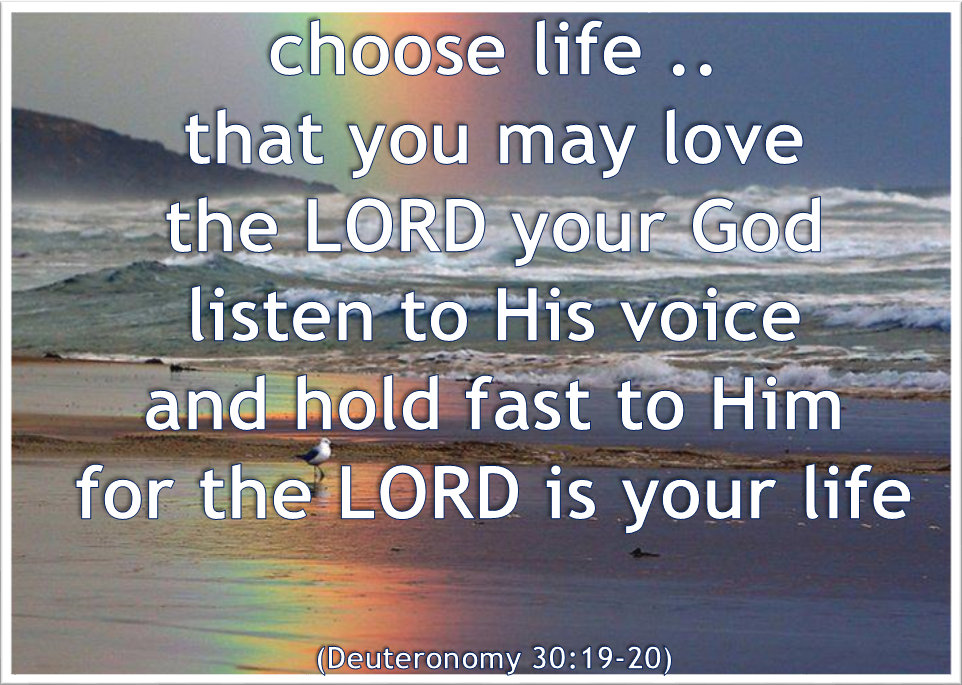 choose life ..
that you may love
the LORD your God
listen to His voice
and hold fast to Him
for the LORD is your life
(Deuteronomy 30:19-20)